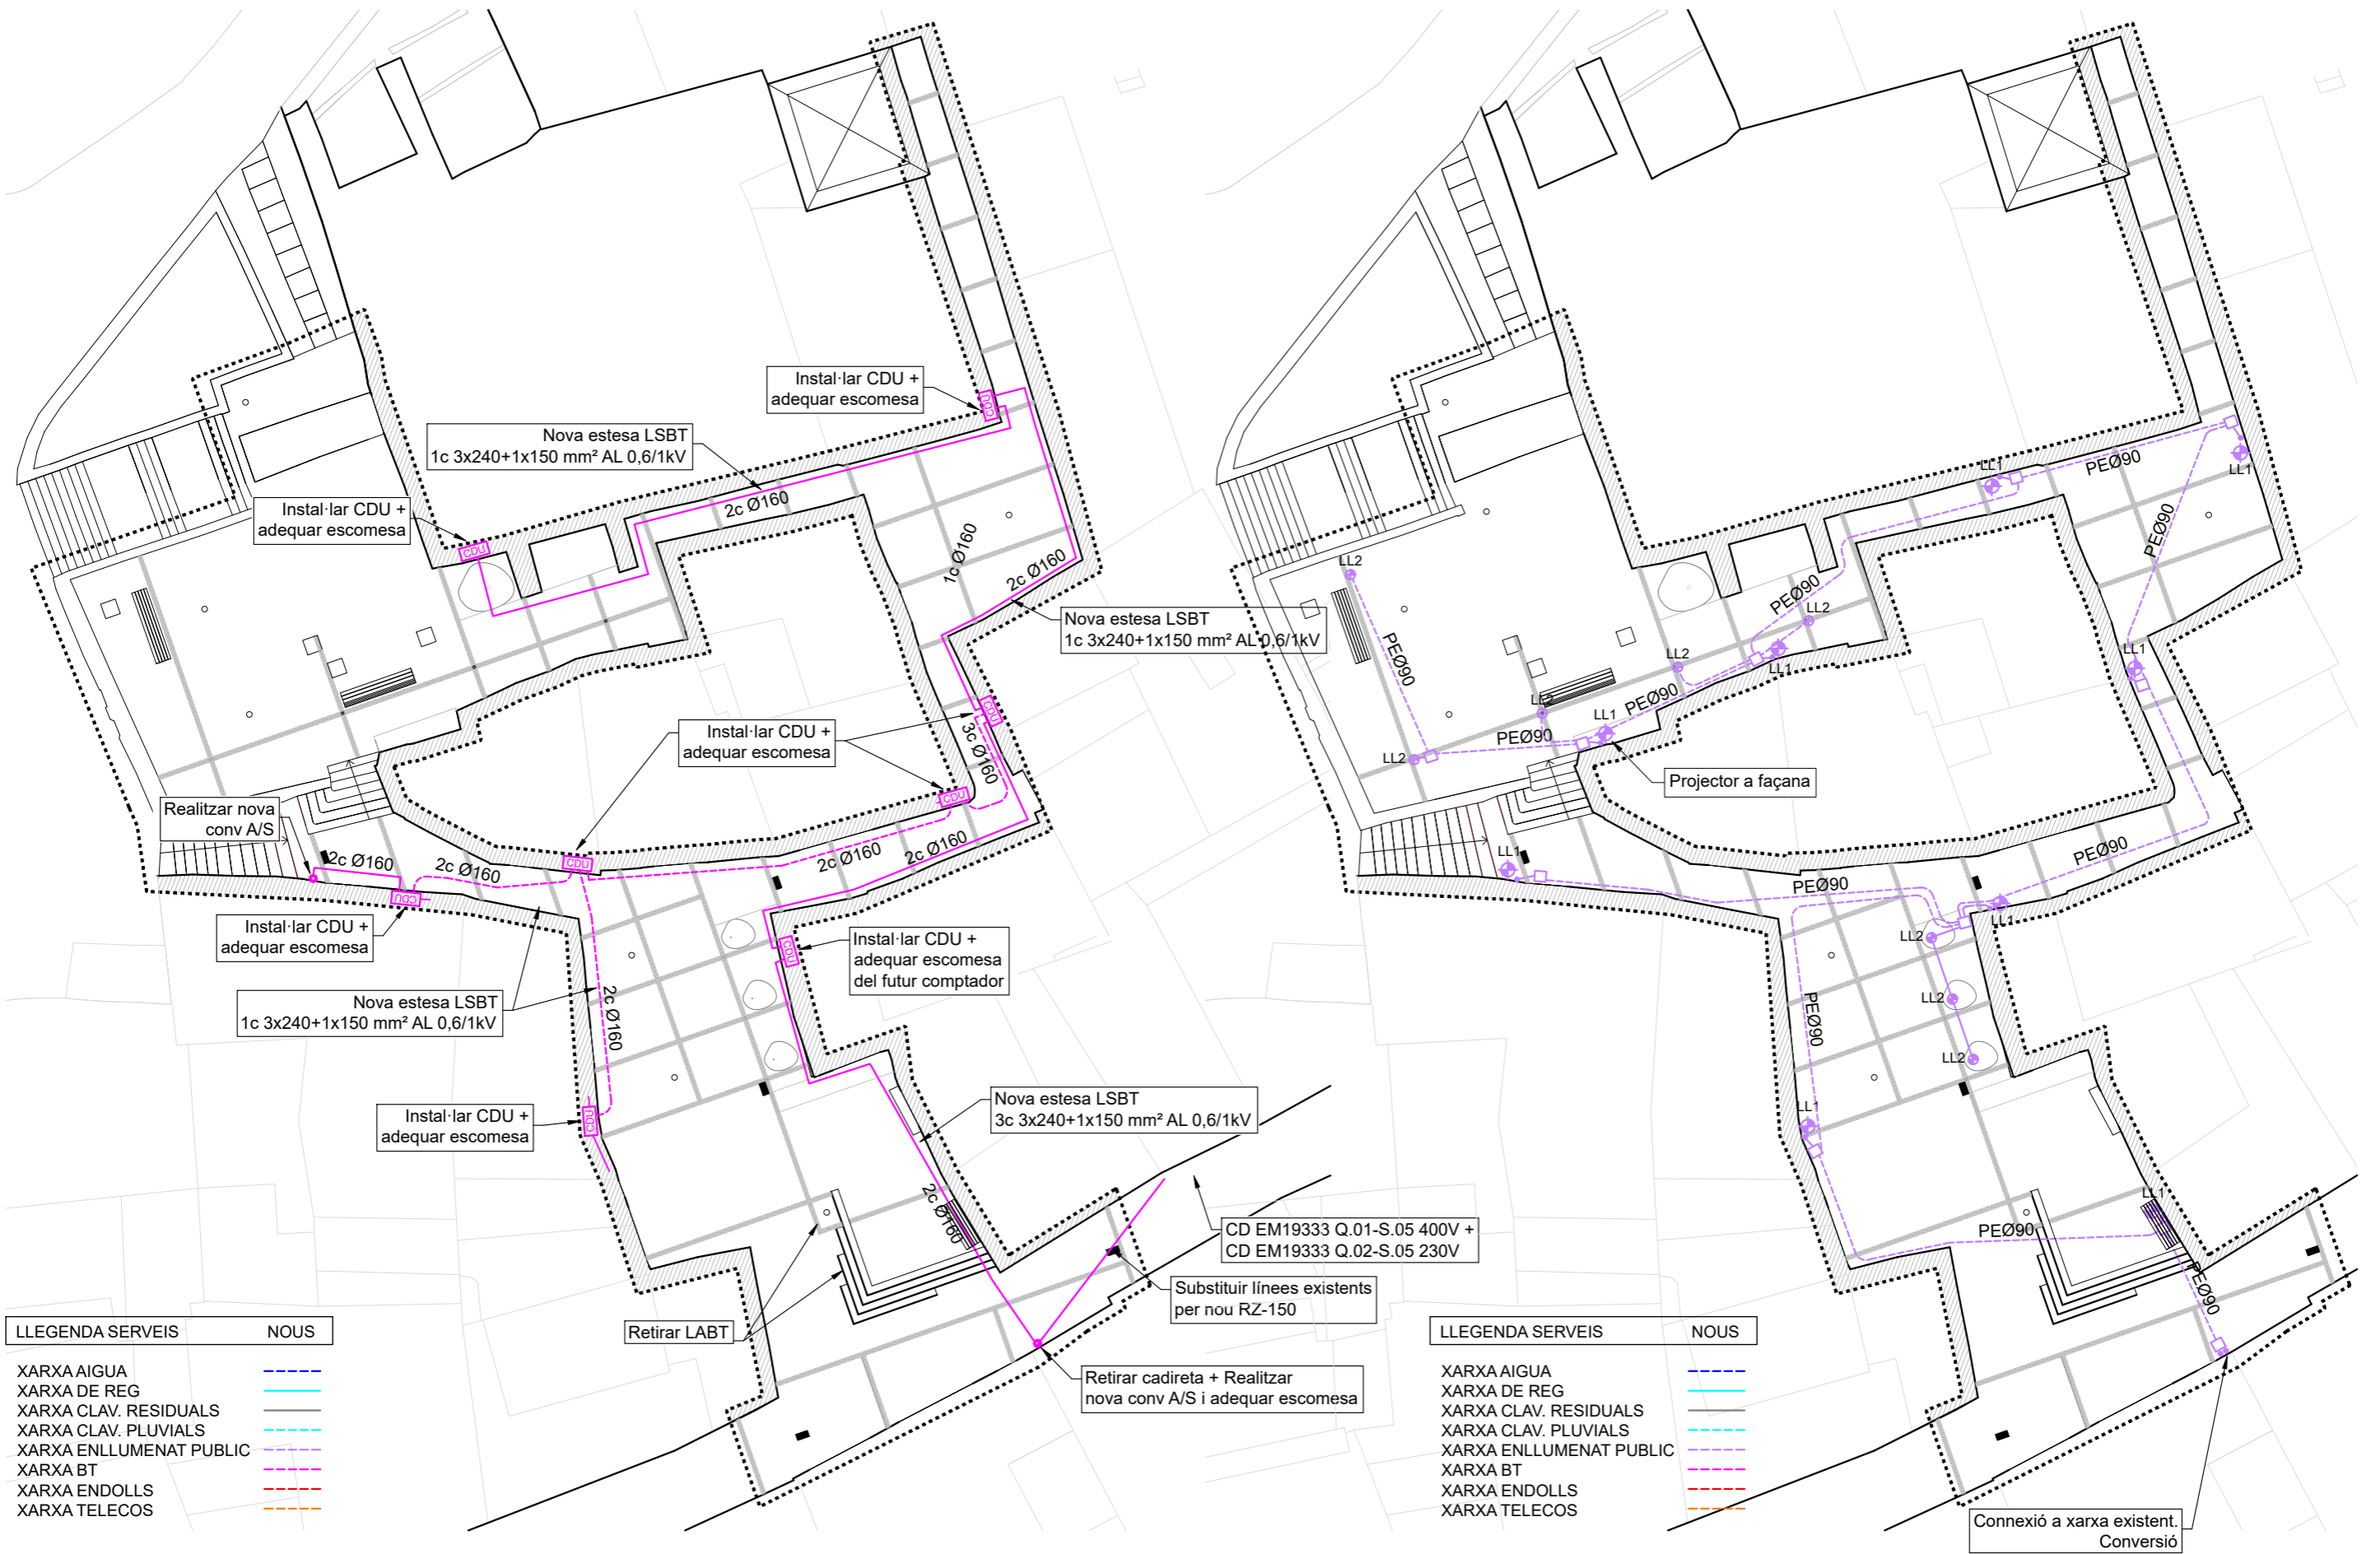 Instal·lar CDU +
adequar escomesa
CDU
Nova estesa LSBT
1c 3x240+1x150 mm² AL 0,6/1kV
2c Ø160
Instal·lar CDU +
adequar escomesa
CDU
1c Ø160
2c Ø160
Nova estesa LSBT
1c 3x240+1x150 mm² AL 0,6/1kV
CDU
Instal·lar CDU +
adequar escomesa
3c Ø160
CDU
Realitzar nova
conv A/S
2c Ø160
2c Ø160
CDU
2c Ø160
2c Ø160
CDU
Instal·lar CDU +
adequar escomesa
CDU
Instal·lar CDU +
adequar escomesa
del futur comptador
Nova estesa LSBT
1c 3x240+1x150 mm² AL 0,6/1kV
2c Ø160
Instal·lar CDU +
adequar escomesa
CDU
Nova estesa LSBT
3c 3x240+1x150 mm² AL 0,6/1kV
2c Ø160
CD EM19333 Q.01-S.05 400V +
CD EM19333 Q.02-S.05 230V
Substituir línees existents
per nou RZ-150
Retirar LABT
Retirar cadireta + Realitzar
nova conv A/S i adequar escomesa
LLEGENDA SERVEIS NOUS
XARXA AIGUA
XARXA DE REG
XARXA CLAV. RESIDUALS
XARXA CLAV. PLUVIALS
XARXA ENLLUMENAT PUBLIC
XARXA BT
XARXA ENDOLLS
XARXA TELECOS
LL1
PEØ90
LL1
PEØ90
LL2
PEØ90
LL2
PEØ90
LL2
LL1
LL1
PEØ90
LL2
LL1
PEØ90
LL2
Projector a façana
LL1
PEØ90
PEØ90
LL1
LL2
LL2
PEØ90
LL2
LL1
LL1
PEØ90
PEØ90
LLEGENDA SERVEIS NOUS
XARXA AIGUA
XARXA DE REG
XARXA CLAV. RESIDUALS
XARXA CLAV. PLUVIALS
XARXA ENLLUMENAT PUBLIC
XARXA BT
XARXA ENDOLLS
XARXA TELECOS
Connexió a xarxa existent.
Conversió